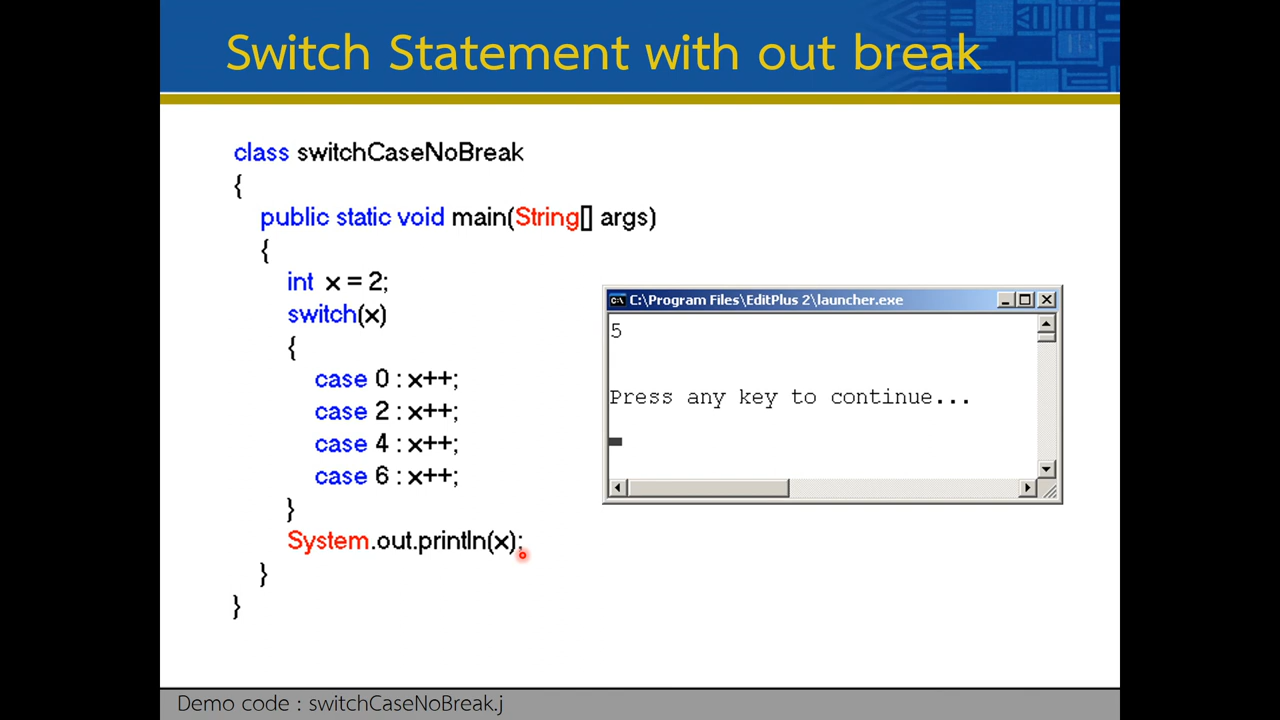 Switch Statement with out break
class switchCaseNoBreak
{
public static void main(String[] args)
{
int x = 2;
switch(x)
{
case 0 : x++;
case 2 : x++;
case 4 : x++;
case 6 : x++;
}
System.out.println(x);
}
}
C:\Program Files\EditPlus 2\launcher.exe
5
Press any key to continue...
Demo code : switchCaseNoBreak.j